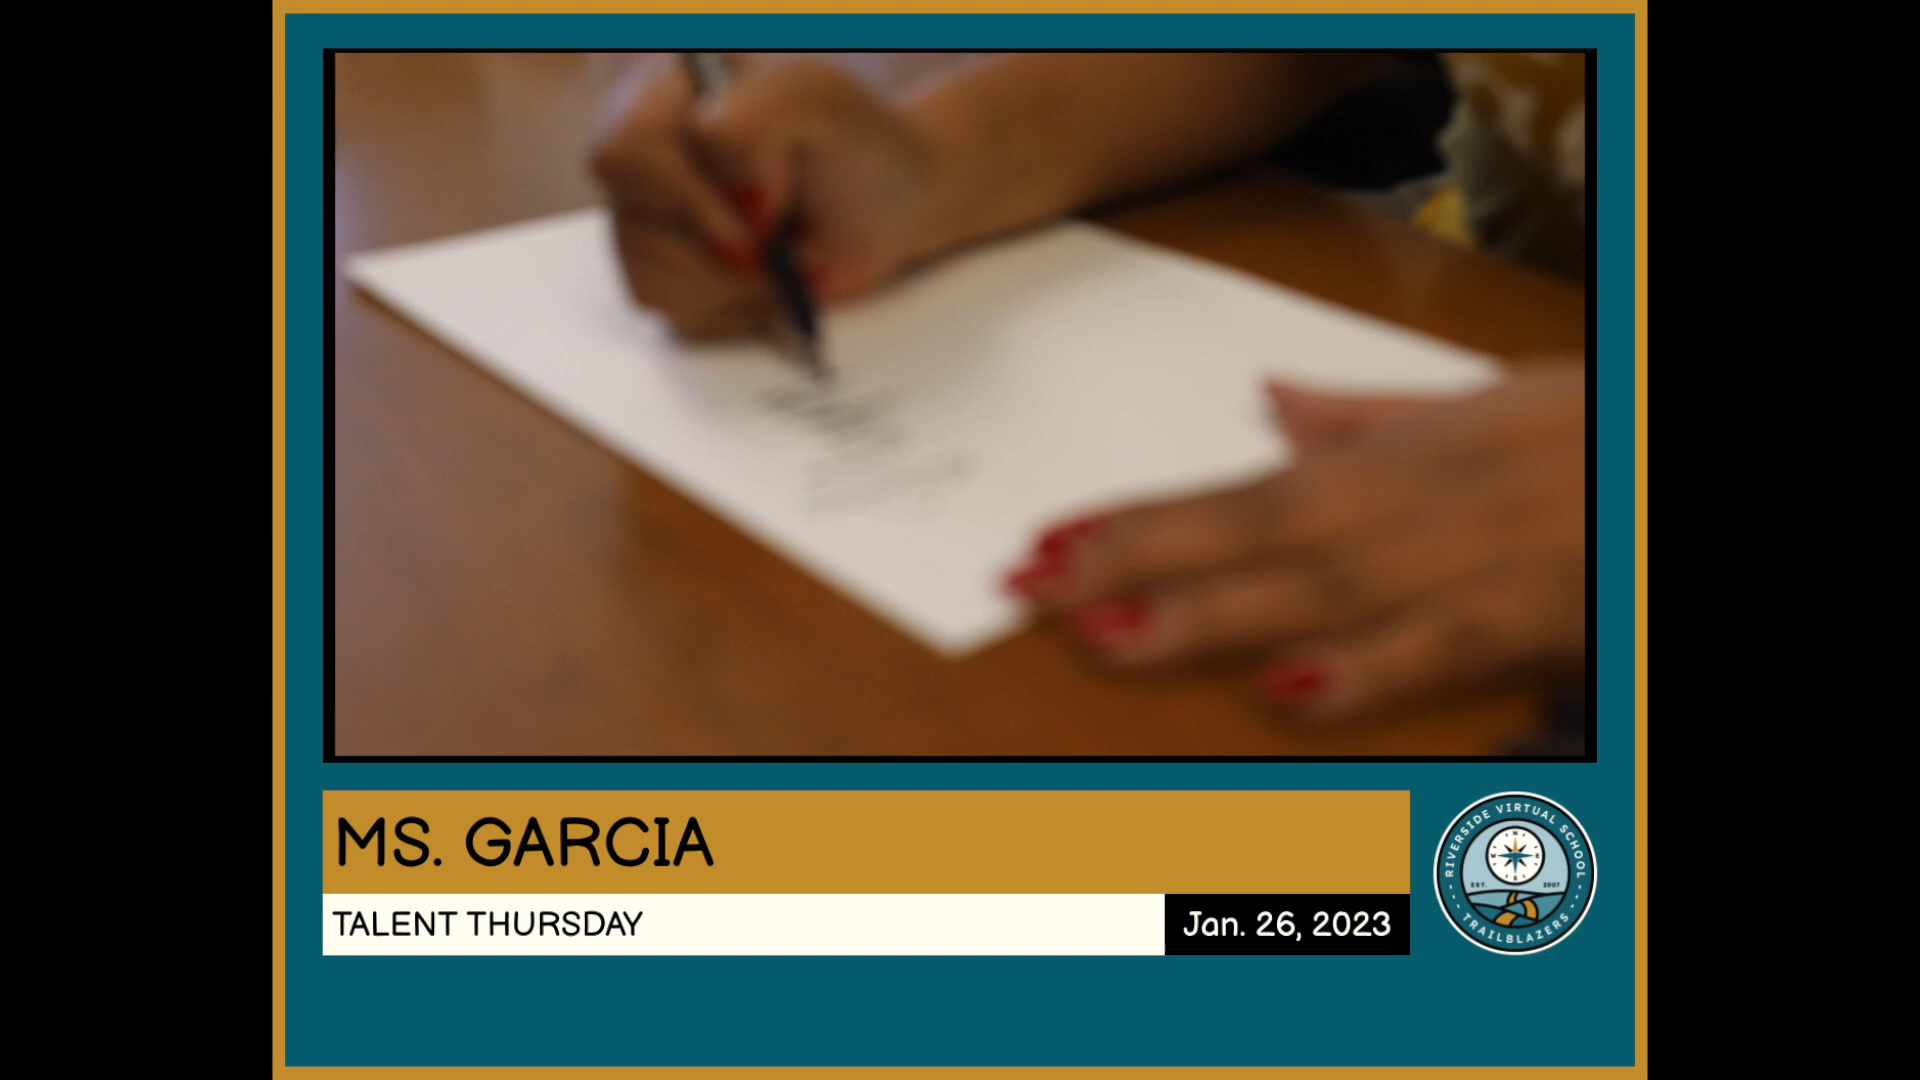 MS. GARCIA
TALENT THURSDAY
Jan. 26, 2023
RIVERSIDE VIRTUAL SCHOOL
N
W E
S
EST. 2007
TRAILBLAZERS